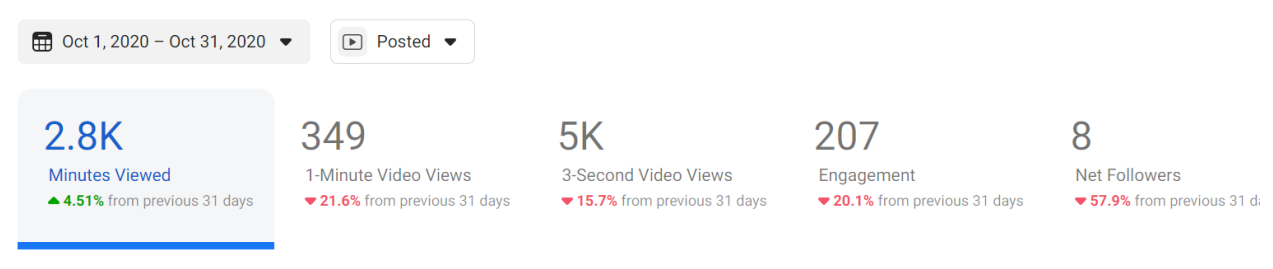 Oct 1, 2020 – Oct 31, 2020 Posted
2.8K 349 5K 207 8
Minutes Viewed 1-Minute Video Views 3-Second Video Views Engagement Net Followers
4.51% from previous 31 days 21.6% from previous 31 days 15.7% from previous 31 days 20.1% from previous 31 days 57.9% from previous 31